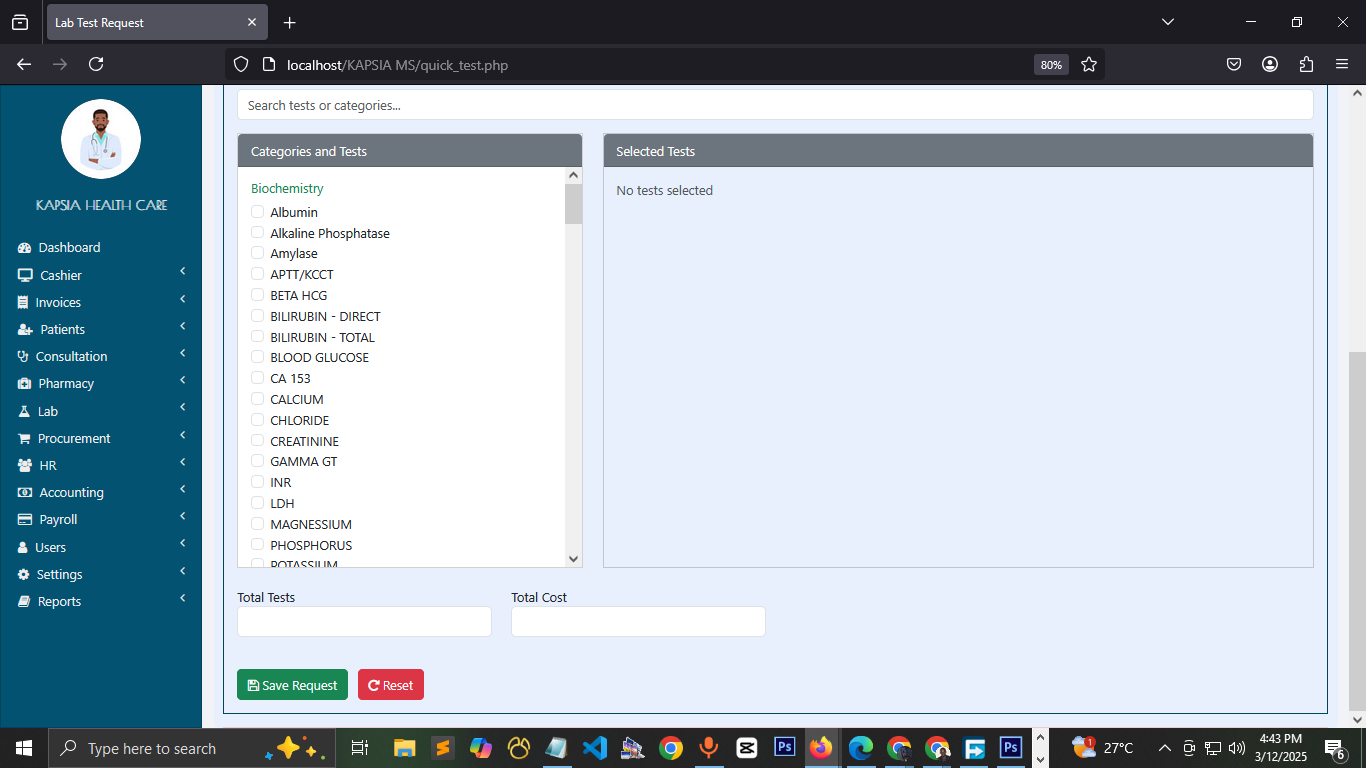 Lab Test Request
localhost/KAPSIA MS/quick_test.php
80%
KAPSIA HEALTH CARE
Dashboard
Cashier
Invoices
Patients
Consultation
Pharmacy
Lab
Procurement
HR
Accounting
Payroll
Users
Settings
Reports
Search tests or categories...
Categories and Tests
Biochemistry
Albumin
Alkaline Phosphatase
Amylase
APTT/KCCT
BETA HCG
BILIRUBIN - DIRECT
BILIRUBIN - TOTAL
BLOOD GLUCOSE
CA 153
CALCIUM
CHLORIDE
CREATININE
GAMMA GT
INR
LDH
MAGNESSIUM
PHOSPHORUS
POTASSIUM
Selected Tests
No tests selected
Total Tests
Total Cost
Save Request
Reset
Type here to search
Ps
1
Ps
27°C
4:43 PM
3/12/2025
6